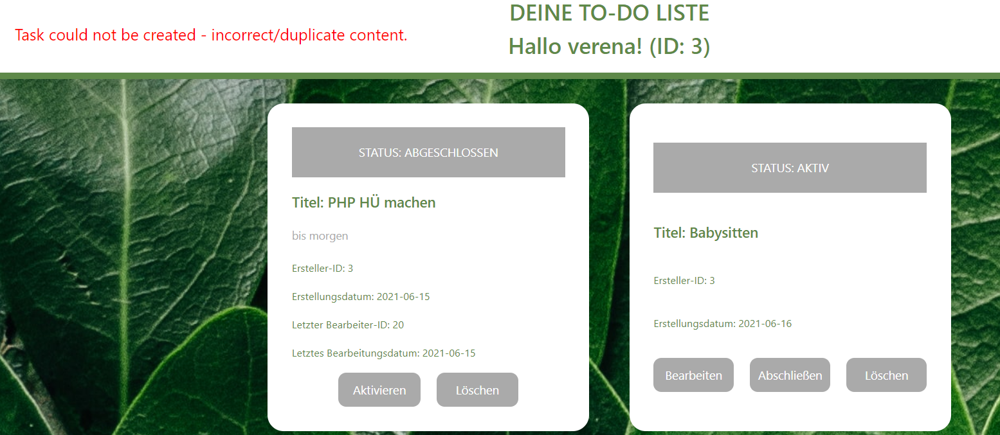 DEINE TO-DO LISTE
Task could not be created - incorrect/duplicate content.
Hallo verena! (ID: 3)
STATUS: ABGESCHLOSSEN
Titel: PHP HÜ machen
bis morgen
Ersteller-ID: 3
Erstellungsdatum: 2021-06-15
Letzter Bearbeiter-ID: 20
Letztes Bearbeitungsdatum: 2021-06-15
Aktivieren Löschen
STATUS: AKTIV
Titel: Babysitten
Ersteller-ID: 3
Erstellungsdatum: 2021-06-16
Bearbeiten Abschließen Löschen